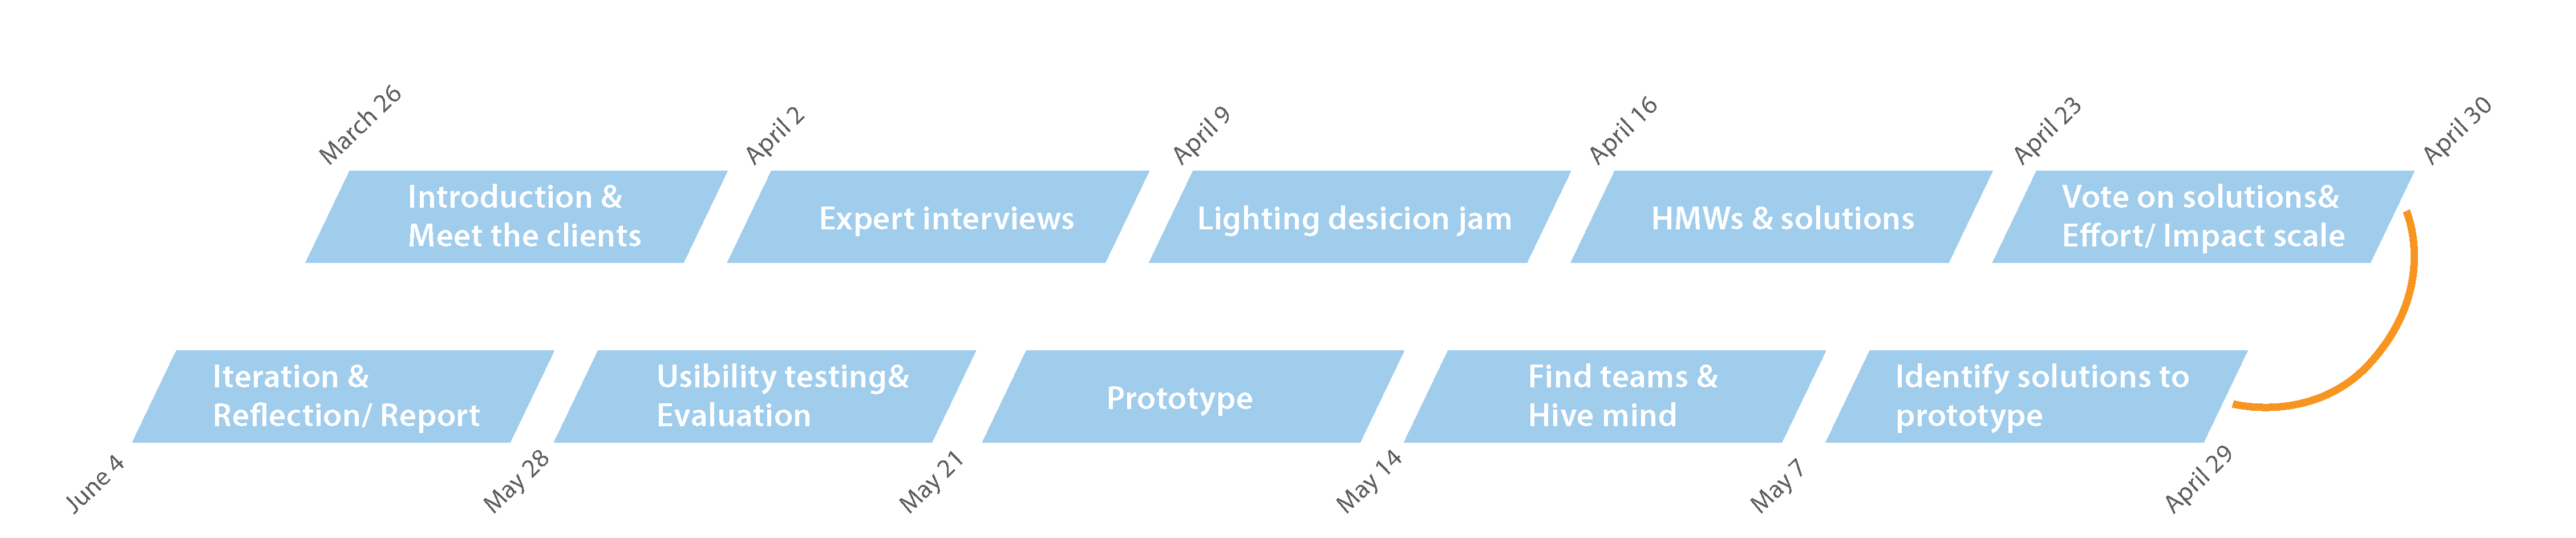 March 26
April 2
April 9
April 16
April 23
April 30
Introduction &
Meet the clients
Expert interviews
Lighting desicion jam
HMWs & solutions
Vote on solutions&
Effort/ Impact scale
Iteration &
Reflection/ Report
Usibility testing&
Evaluation
Prototype
Find teams &
Hive mind
Identify solutions to
prototype
June 4
May 28
May 21
May 14
May 7
April 29